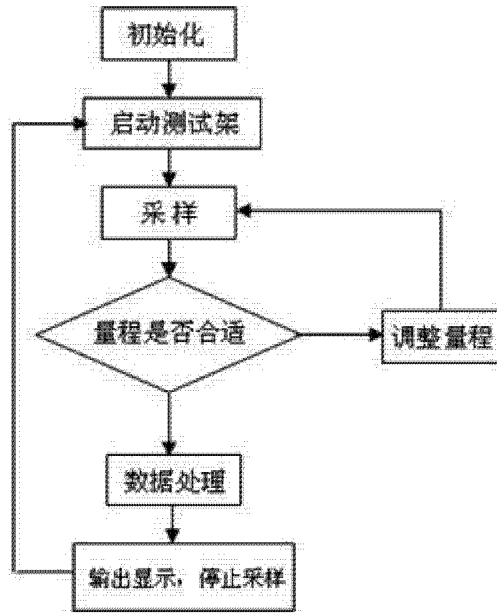 初始化
启动测试架
采样
量程是否合适
调整量程
数据处理
输出显示，停止采样